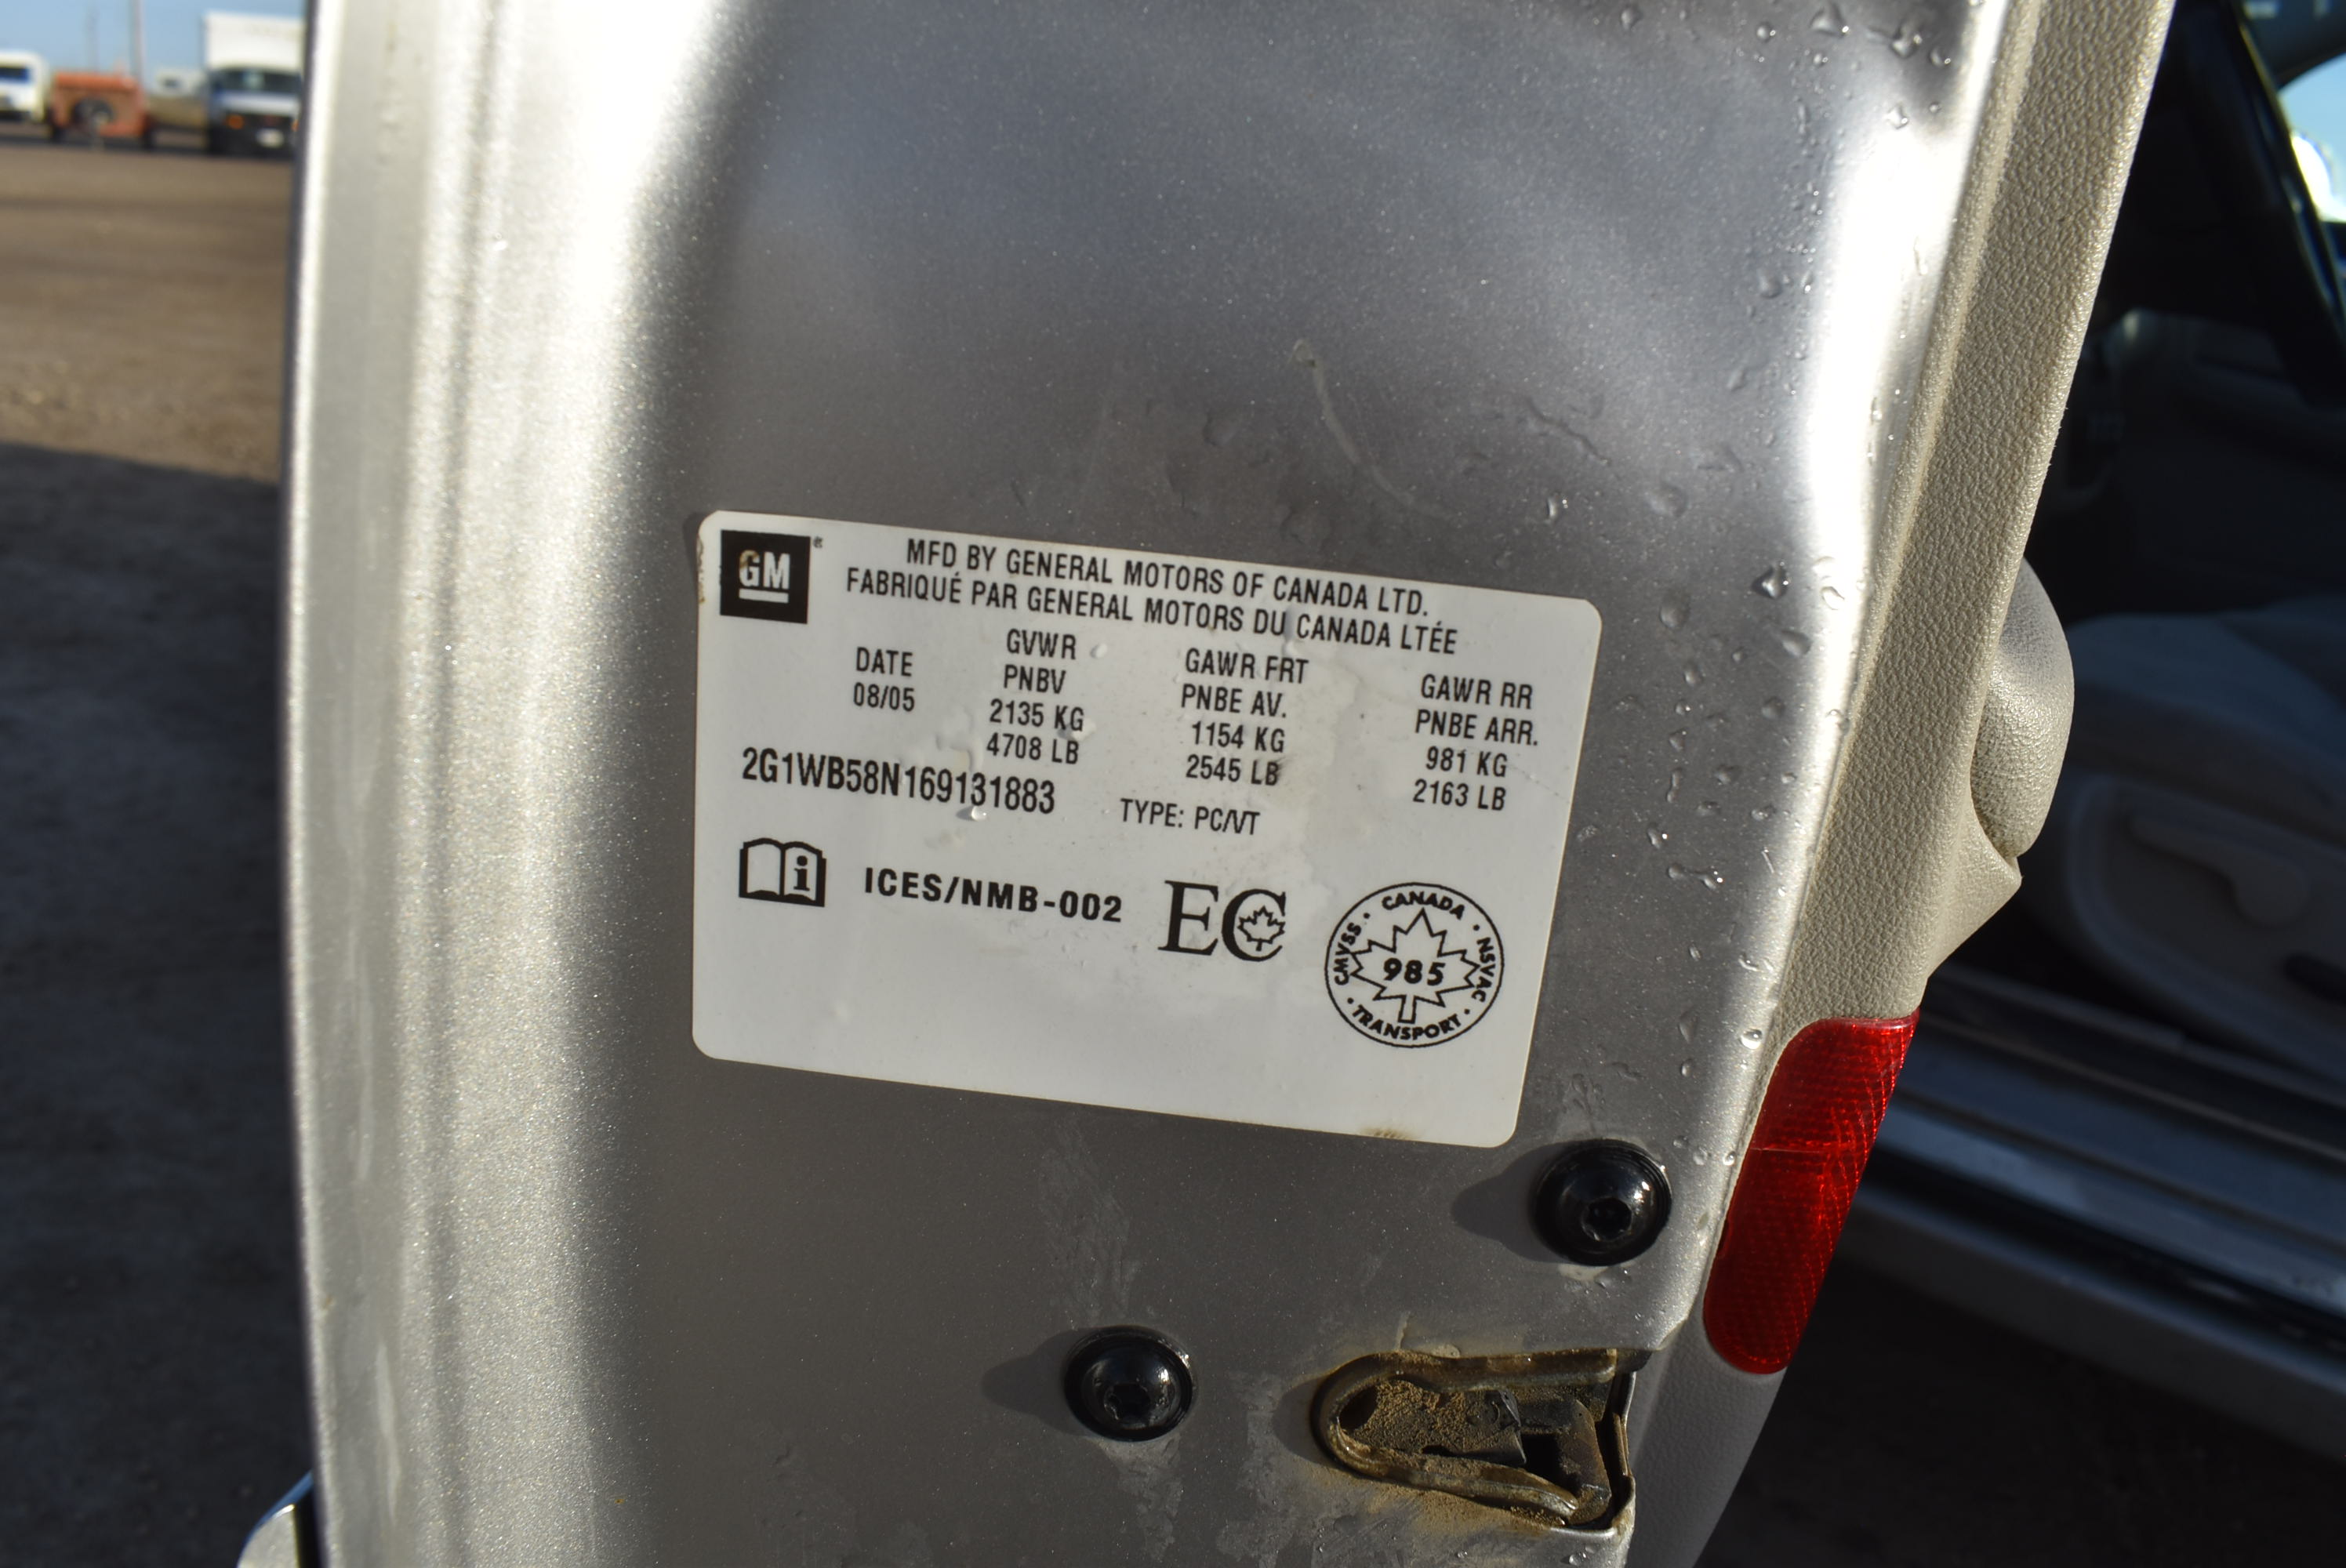 GM
MFD BY GENERAL MOTORS OF CANADA LTD.
FABRIQUÉ PAR GENERAL MOTORS DU CANADA LTÉE
DATE
08/05
GVWR
PNBV
2135 KG
4708 LB
GAWR FRT
PNBE AV.
1154 KG
2545 LB
GAWR RR
PNBE ARR.
981 KG
2163 LB
2G1WB58N169131883
TYPE: PC/VT
i
ICES/NMB-002
EC
CANADA
CMVSS
985
NSVAC
TRANSPORT